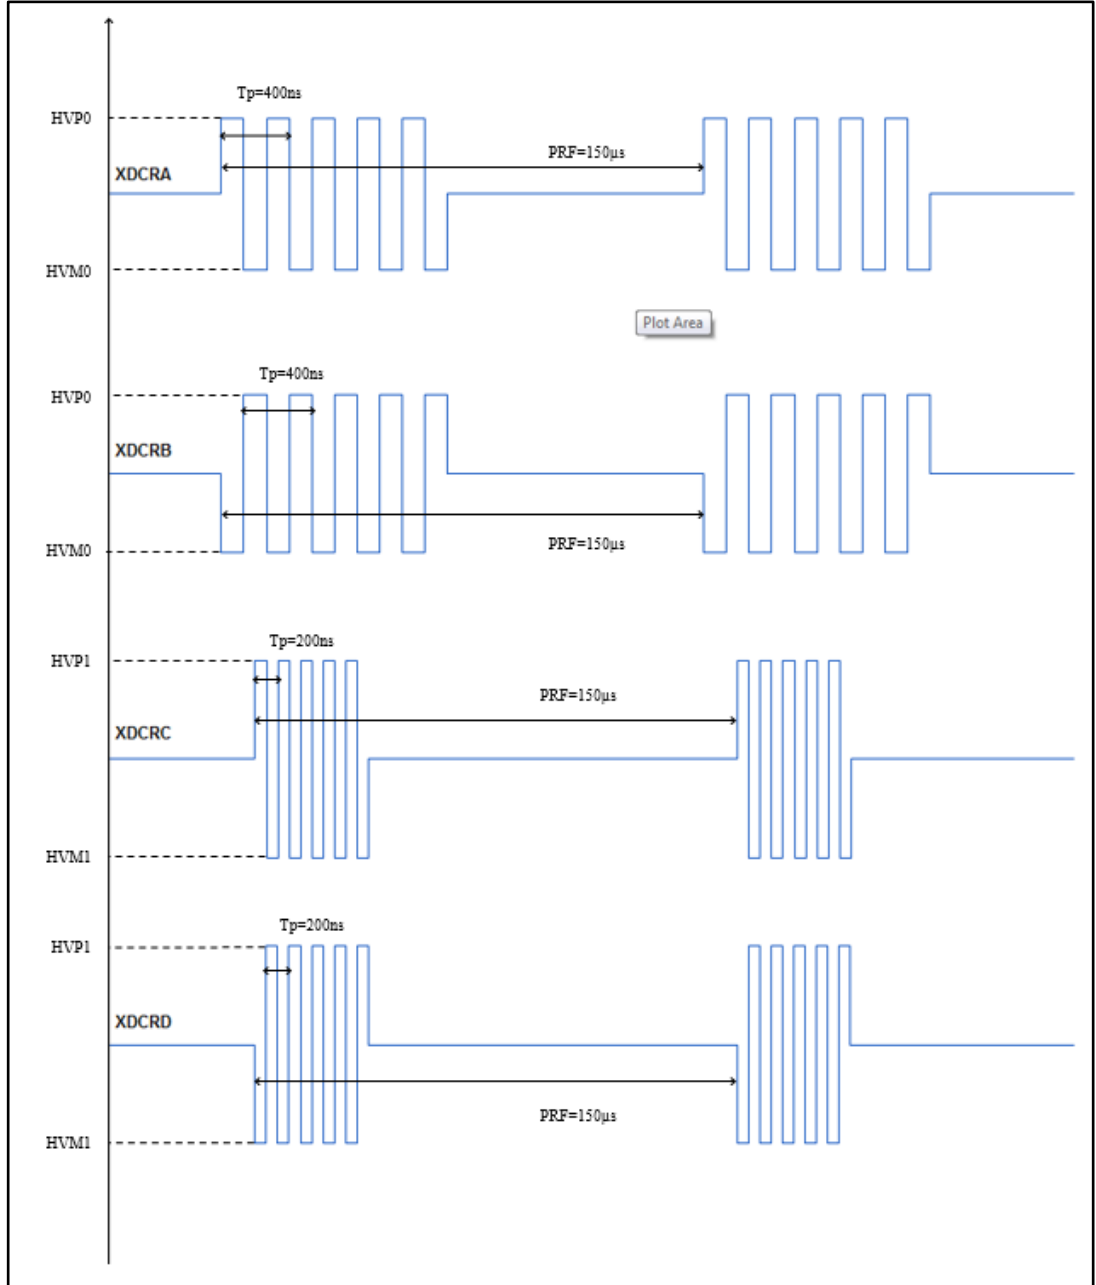 Tp=400ns
HVP0
PRF=150μs
XDCRA
HVM0
Plot Area
Tp=400ns
HVP0
XDCRB
PRF=150μs
HVM0
Tp=200ns
HVP1
PRF=150μs
XDCRC
HVM1
Tp=200ns
HVP1
XDCRD
PRF=150μs
HVM1